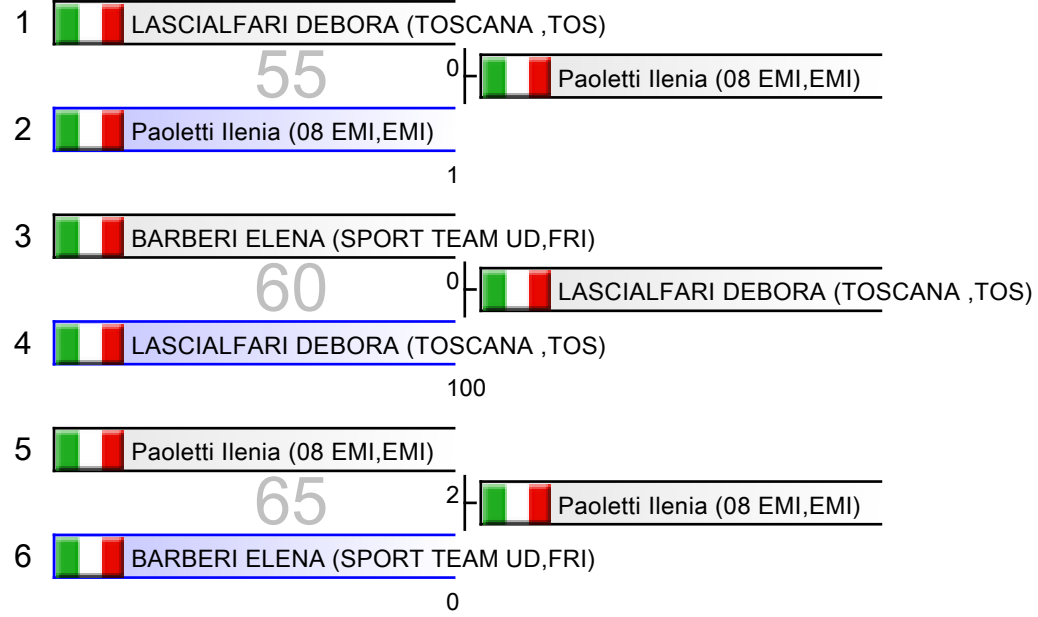 1 LASCIALFARI DEBORA (TOSCANA ,TOS)
55
0
Paoletti Ilenia (08 EMI,EMI)
2 Paoletti Ilenia (08 EMI,EMI)
1
3 BARBERI ELENA (SPORT TEAM UD,FRI)
60
0
LASCIALFARI DEBORA (TOSCANA ,TOS)
4 LASCIALFARI DEBORA (TOSCANA ,TOS)
100
5 Paoletti Ilenia (08 EMI,EMI)
65
2
Paoletti Ilenia (08 EMI,EMI)
6 BARBERI ELENA (SPORT TEAM UD,FRI)
0